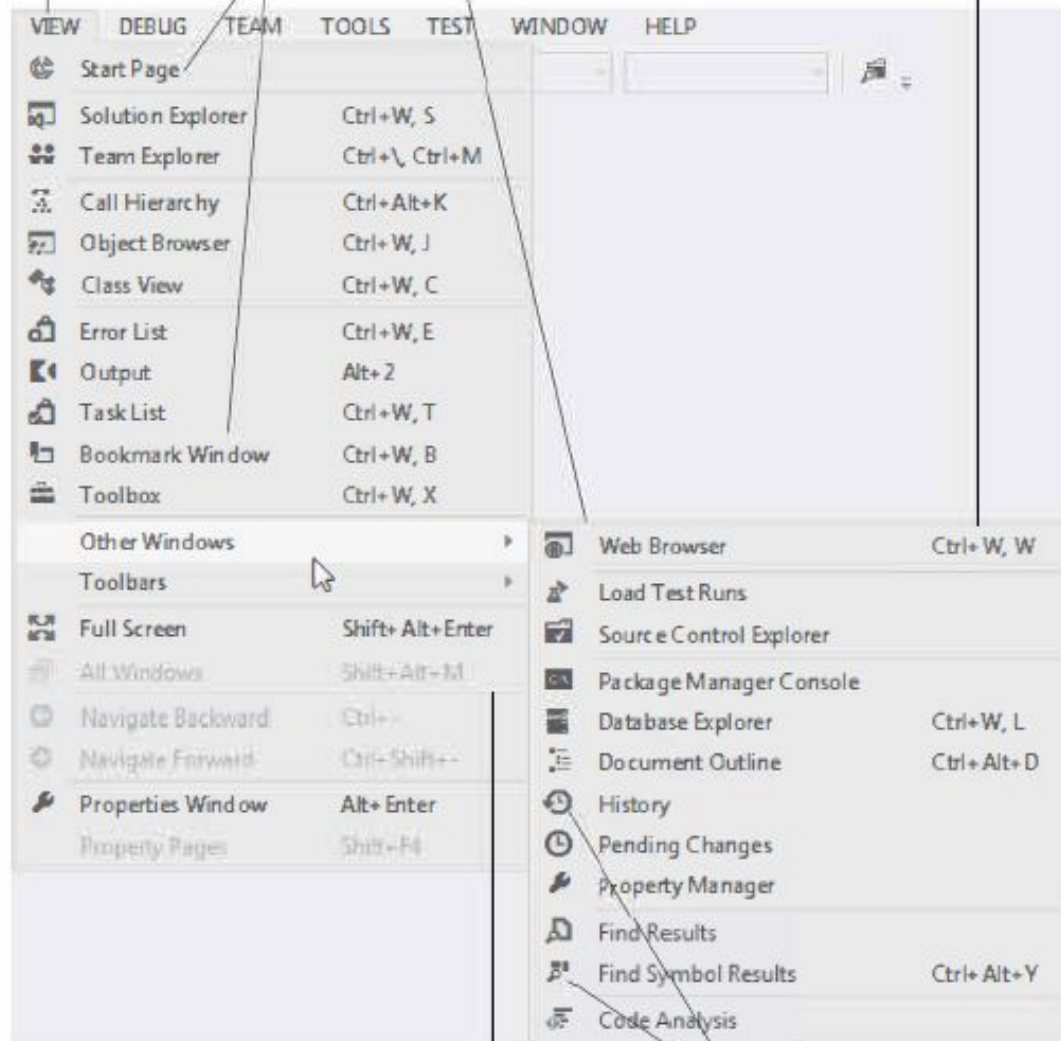 VIEW DEBUG TEAM TOOLS TEST WINDOW HELP
Start Page
Solution Explorer Ctrl+W, S
Team Explorer Ctrl+\, Ctrl+M
Call Hierarchy Ctrl+Alt+K
Object Browser Ctrl+W, J
Class View Ctrl+W, C
Error List Ctrl+W, E
Output Alt+2
Task List Ctrl+W, T
Bookmark Window Ctrl+W, B
Toolbox Ctrl+W, X
Other Windows
Toolbars
Full Screen Shift+Alt+Enter
All Windows Shift+Alt+M
Navigate Backward Ctrl+-
Navigate Forward Ctrl+Shift+-
Properties Window Alt+Enter
Property Pages Shift+F4
Web Browser Ctrl+W, W
Load Test Runs
Source Control Explorer
Package Manager Console
Database Explorer Ctrl+W, L
Document Outline Ctrl+Alt+D
History
Pending Changes
Property Manager
Find Results
Find Symbol Results Ctrl+Alt+Y
Code Analysis